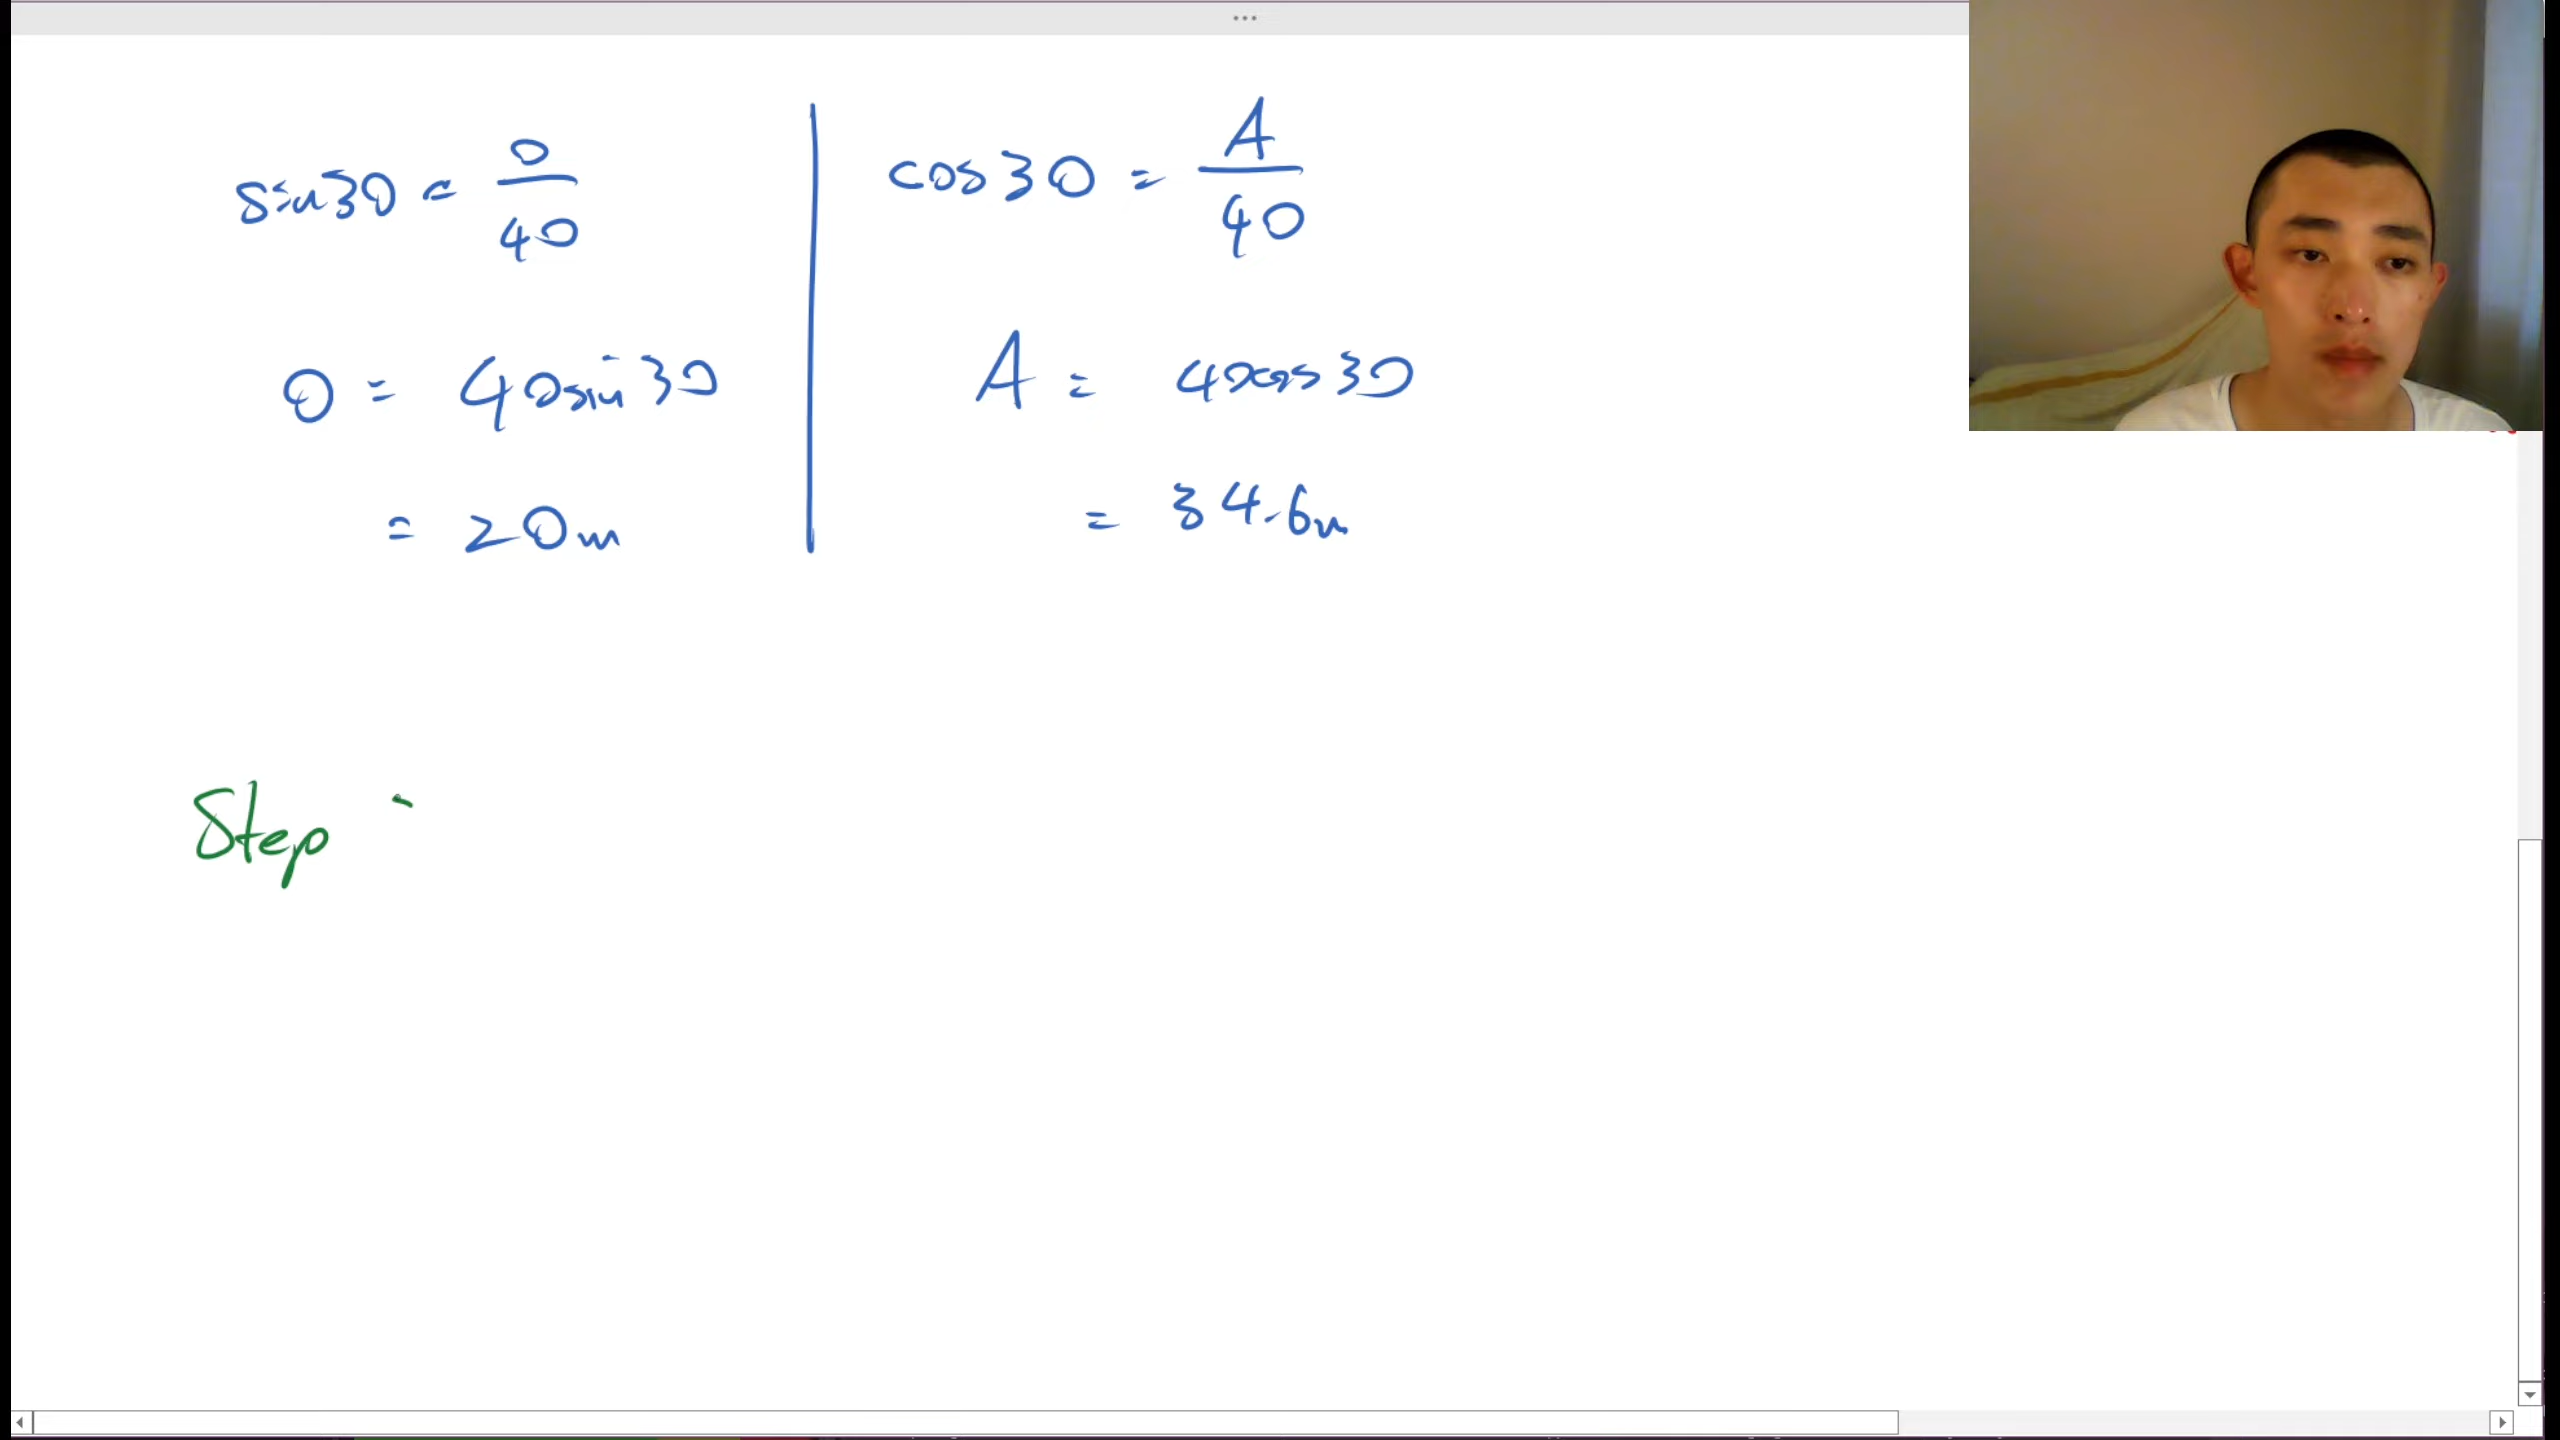 sin30 = O/40
O = 40sin30
= 20m
cos30 = A/40
A = 40cos30
= 34.6m
Step